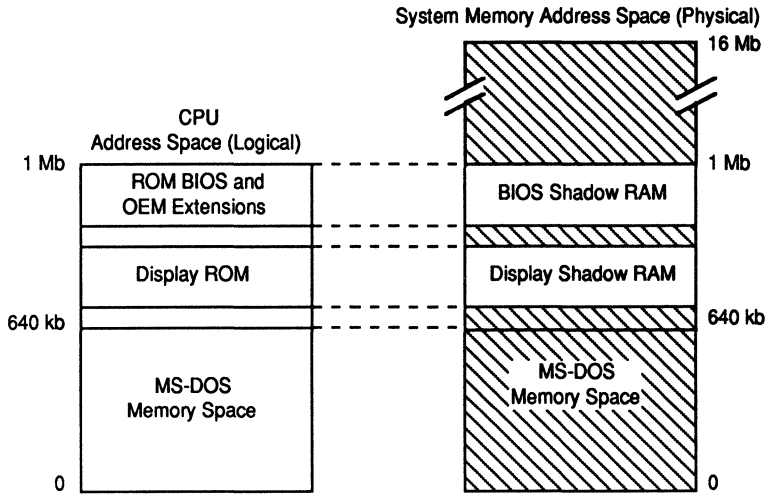 System Memory Address Space (Physical)
16 Mb
CPU
Address Space (Logical)
1 Mb
1 Mb
ROM BIOS and
OEM Extensions
BIOS Shadow RAM
Display ROM
Display Shadow RAM
640 kb
640 kb
MS-DOS
Memory Space
MS-DOS
Memory Space
0
0